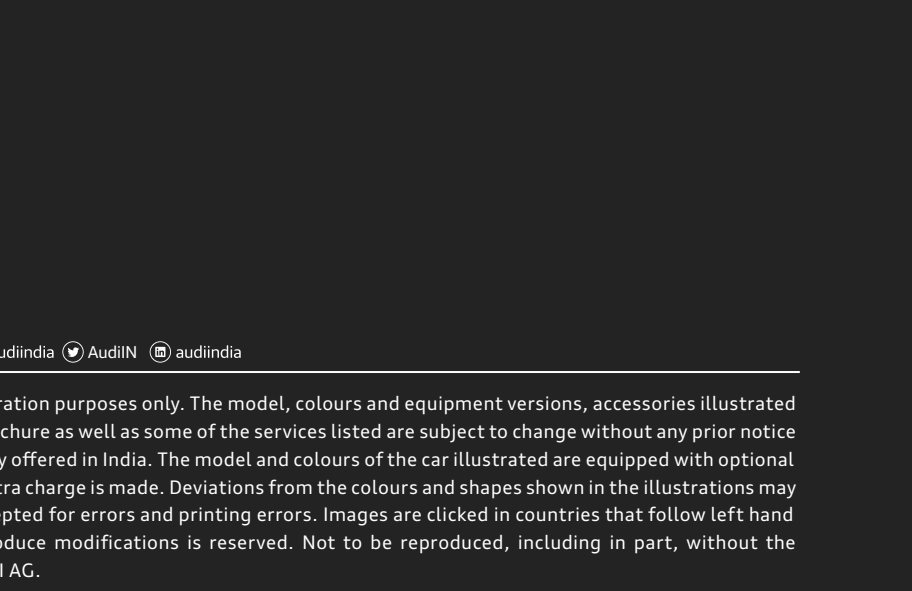 udiindia AudiIN audiindia
ration purposes only. The model, colours and equipment versions, accessories illustrated
chure as well as some of the services listed are subject to change without any prior notice
y offered in India. The model and colours of the car illustrated are equipped with optional
tra charge is made. Deviations from the colours and shapes shown in the illustrations may
epted for errors and printing errors. Images are clicked in countries that follow left hand
oduce modifications is reserved. Not to be reproduced, including in part, without the
I AG.